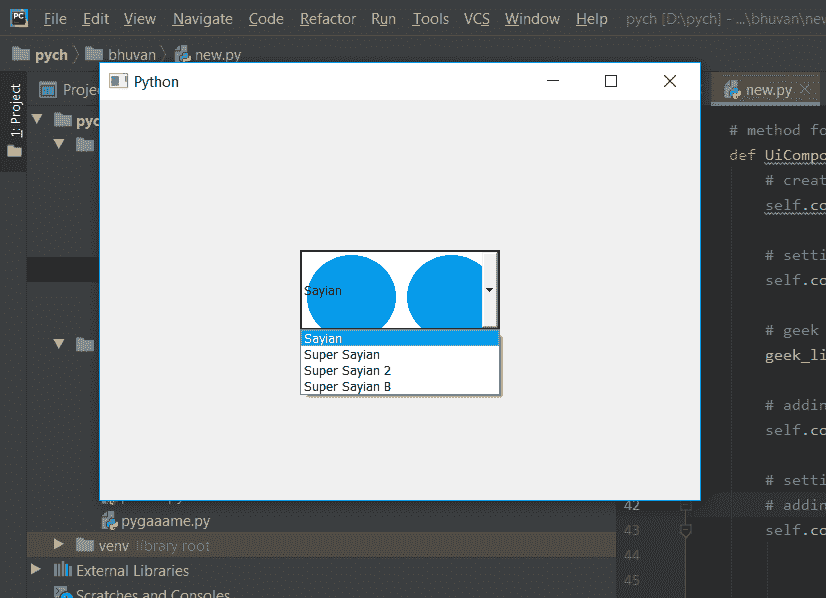 PC File Edit View Navigate Code Refactor Run Tools VCS Window Help pych [D:\pych] - ...\bhuvan\new
pych bhuvan new.py
1: Project
Proje
Python
new.py
pyc
# method fo
def UiCompo
# creat
self.co
# setti
self.co
# geek
geek_li
# addin
self.co
# setti
# addin
self.co
Sayian
Sayian
Super Sayian
Super Sayian 2
Super Sayian B
pygaaame.py
venv library root
External Libraries
Scratches and Consoles
42
43
44
45